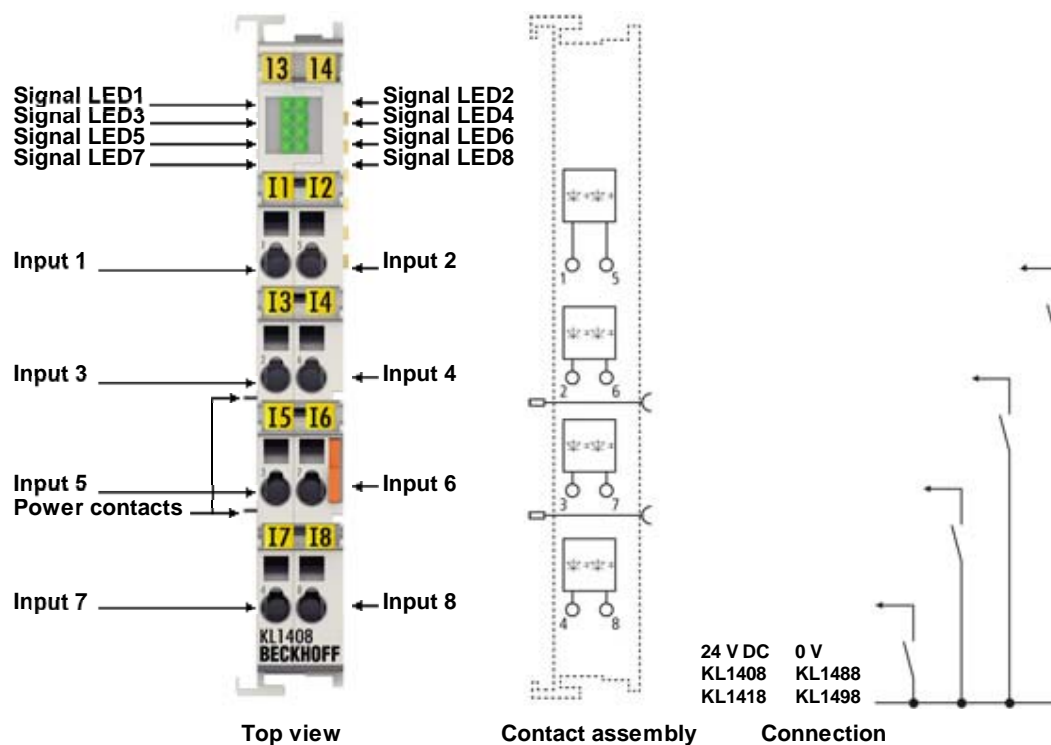 13 14
Signal LED1
Signal LED2
Signal LED3
Signal LED4
Signal LED5
Signal LED6
Signal LED7
Signal LED8
I1 I2
Input 1
Input 2
1 5
I3 I4
Input 3
Input 4
2 6
I5 I6
Input 5
Input 6
3 7
Power contacts
I7 I8
Input 7
Input 8
4 8
KL1408
BECKHOFF
24 V DC 0 V
KL1408 KL1488
KL1418 KL1498
Top view
Contact assembly
Connection